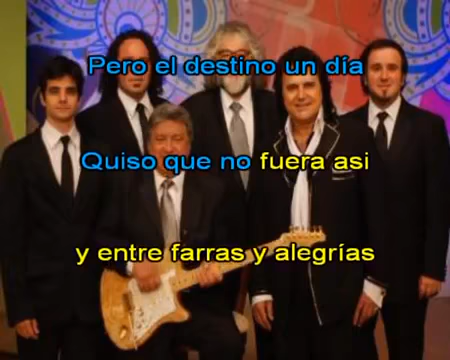 Pero el destino un día
Quiso que no fuera asi
y entre farras y alegrías